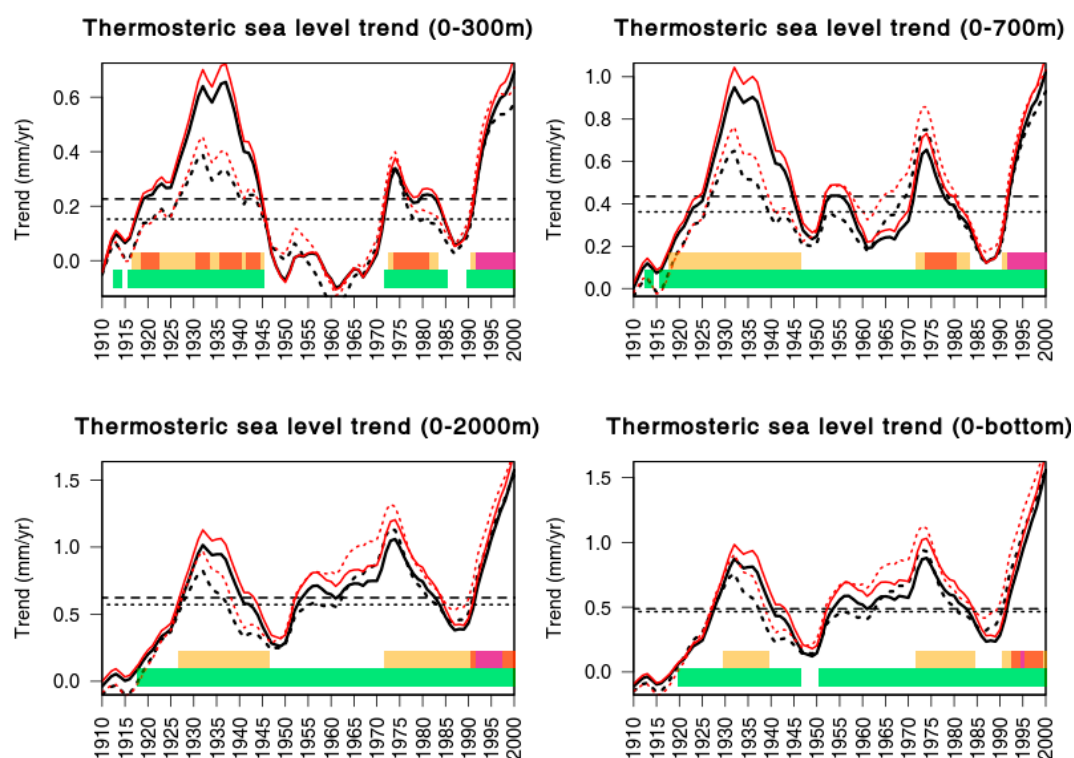 Thermosteric sea level trend (0-300m)
Trend (mm/yr)
0.6
0.4
0.2
0.0
1910 1915 1920 1925 1930 1935 1940 1945 1950 1955 1960 1965 1970 1975 1980 1985 1990 1995 2000
Thermosteric sea level trend (0-700m)
Trend (mm/yr)
1.0
0.8
0.6
0.4
0.2
0.0
1910 1915 1920 1925 1930 1935 1940 1945 1950 1955 1960 1965 1970 1975 1980 1985 1990 1995 2000
Thermosteric sea level trend (0-2000m)
Trend (mm/yr)
1.5
1.0
0.5
0.0
1910 1915 1920 1925 1930 1935 1940 1945 1950 1955 1960 1965 1970 1975 1980 1985 1990 1995 2000
Thermosteric sea level trend (0-bottom)
Trend (mm/yr)
1.5
1.0
0.5
0.0
1910 1915 1920 1925 1930 1935 1940 1945 1950 1955 1960 1965 1970 1975 1980 1985 1990 1995 2000